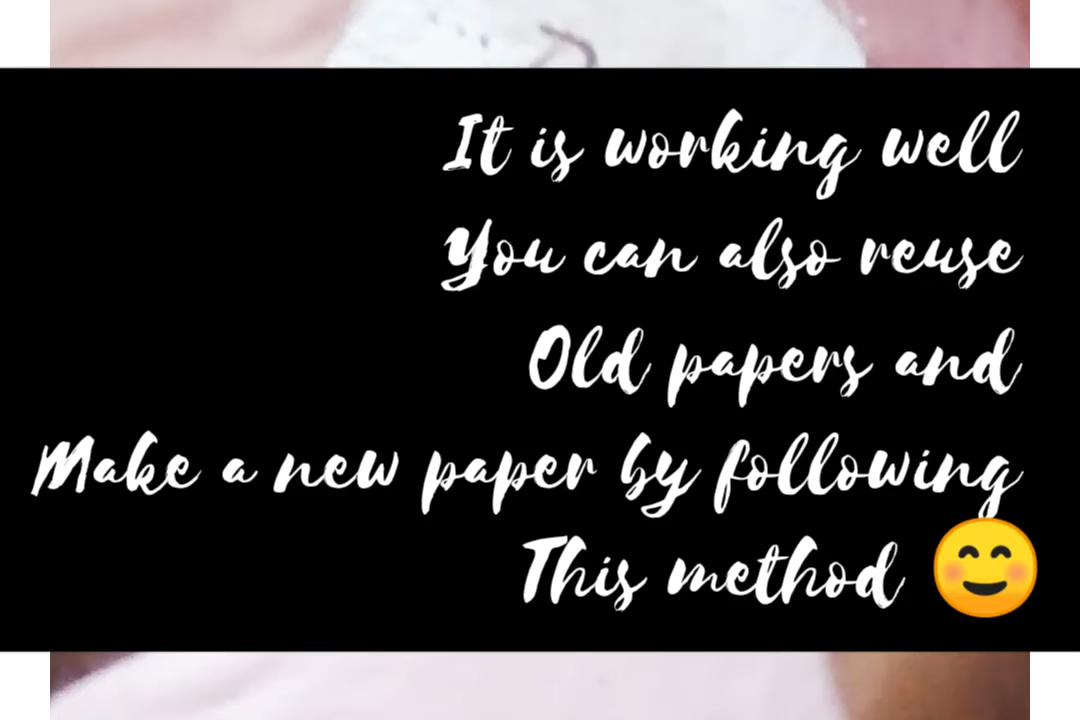 It is working well
You can also reuse
Old papers and
Make a new paper by following
This method 😊